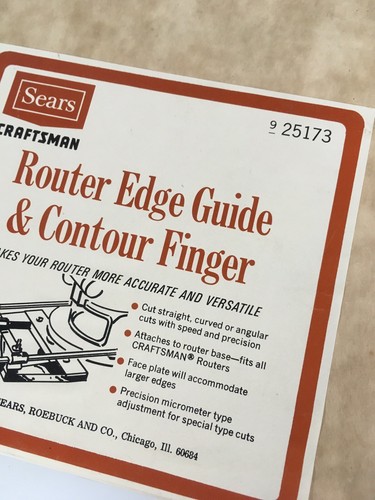 Sears
CRAFTSMAN
9 25173
Router Edge Guide
& Contour Finger
KES YOUR ROUTER MORE ACCURATE AND VERSATILE
• Cut straight, curved or angular
cuts with speed and precision
• Attaches to router base—fits all
CRAFTSMAN® Routers
• Face plate will accommodate
larger edges
• Precision micrometer type
adjustment for special type cuts
EARS, ROEBUCK AND CO., Chicago, Ill. 60684